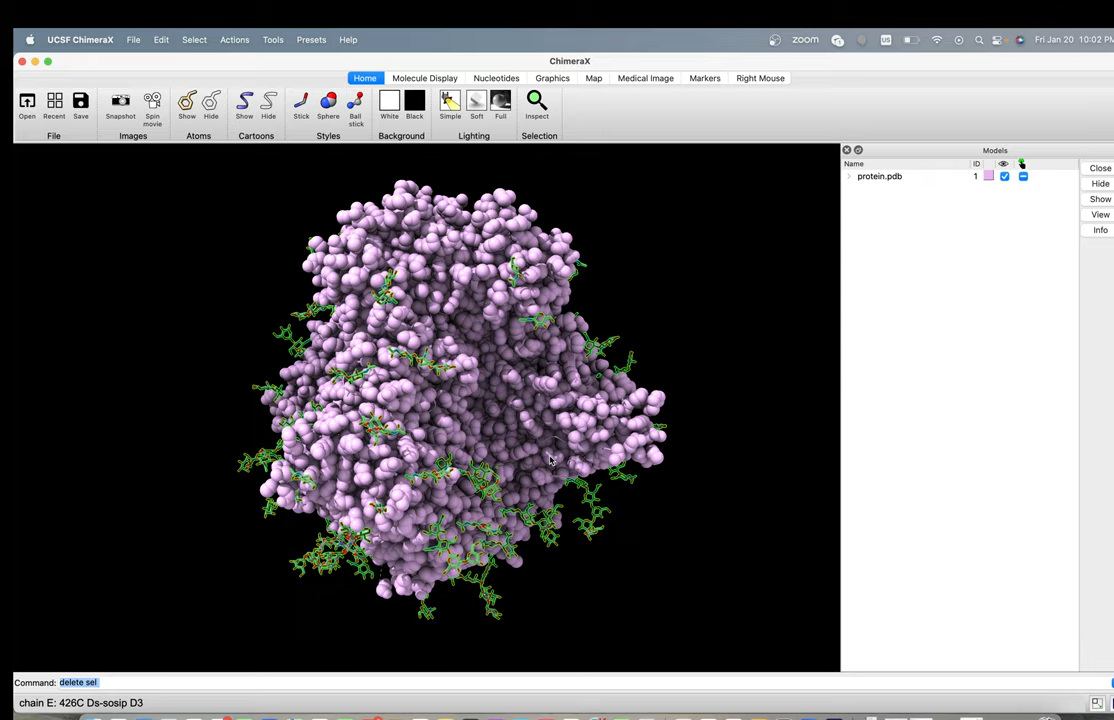 UCSF ChimeraX File Edit Select Actions Tools Presets Help zoom US Fri Jan 20 10:02 PM
ChimeraX
Home Molecule Display Nucleotides Graphics Map Medical Image Markers Right Mouse
Open Recent Save Snapshot Spin movie Show Hide Show Hide Stick Sphere Ball stick White Black Simple Soft Full Inspect
File Images Atoms Cartoons Styles Background Lighting Selection
Models
Name ID
protein.pdb 1
Close
Hide
Show
View
Info
Command: delete sel
chain E: 426C Ds-sosip D3